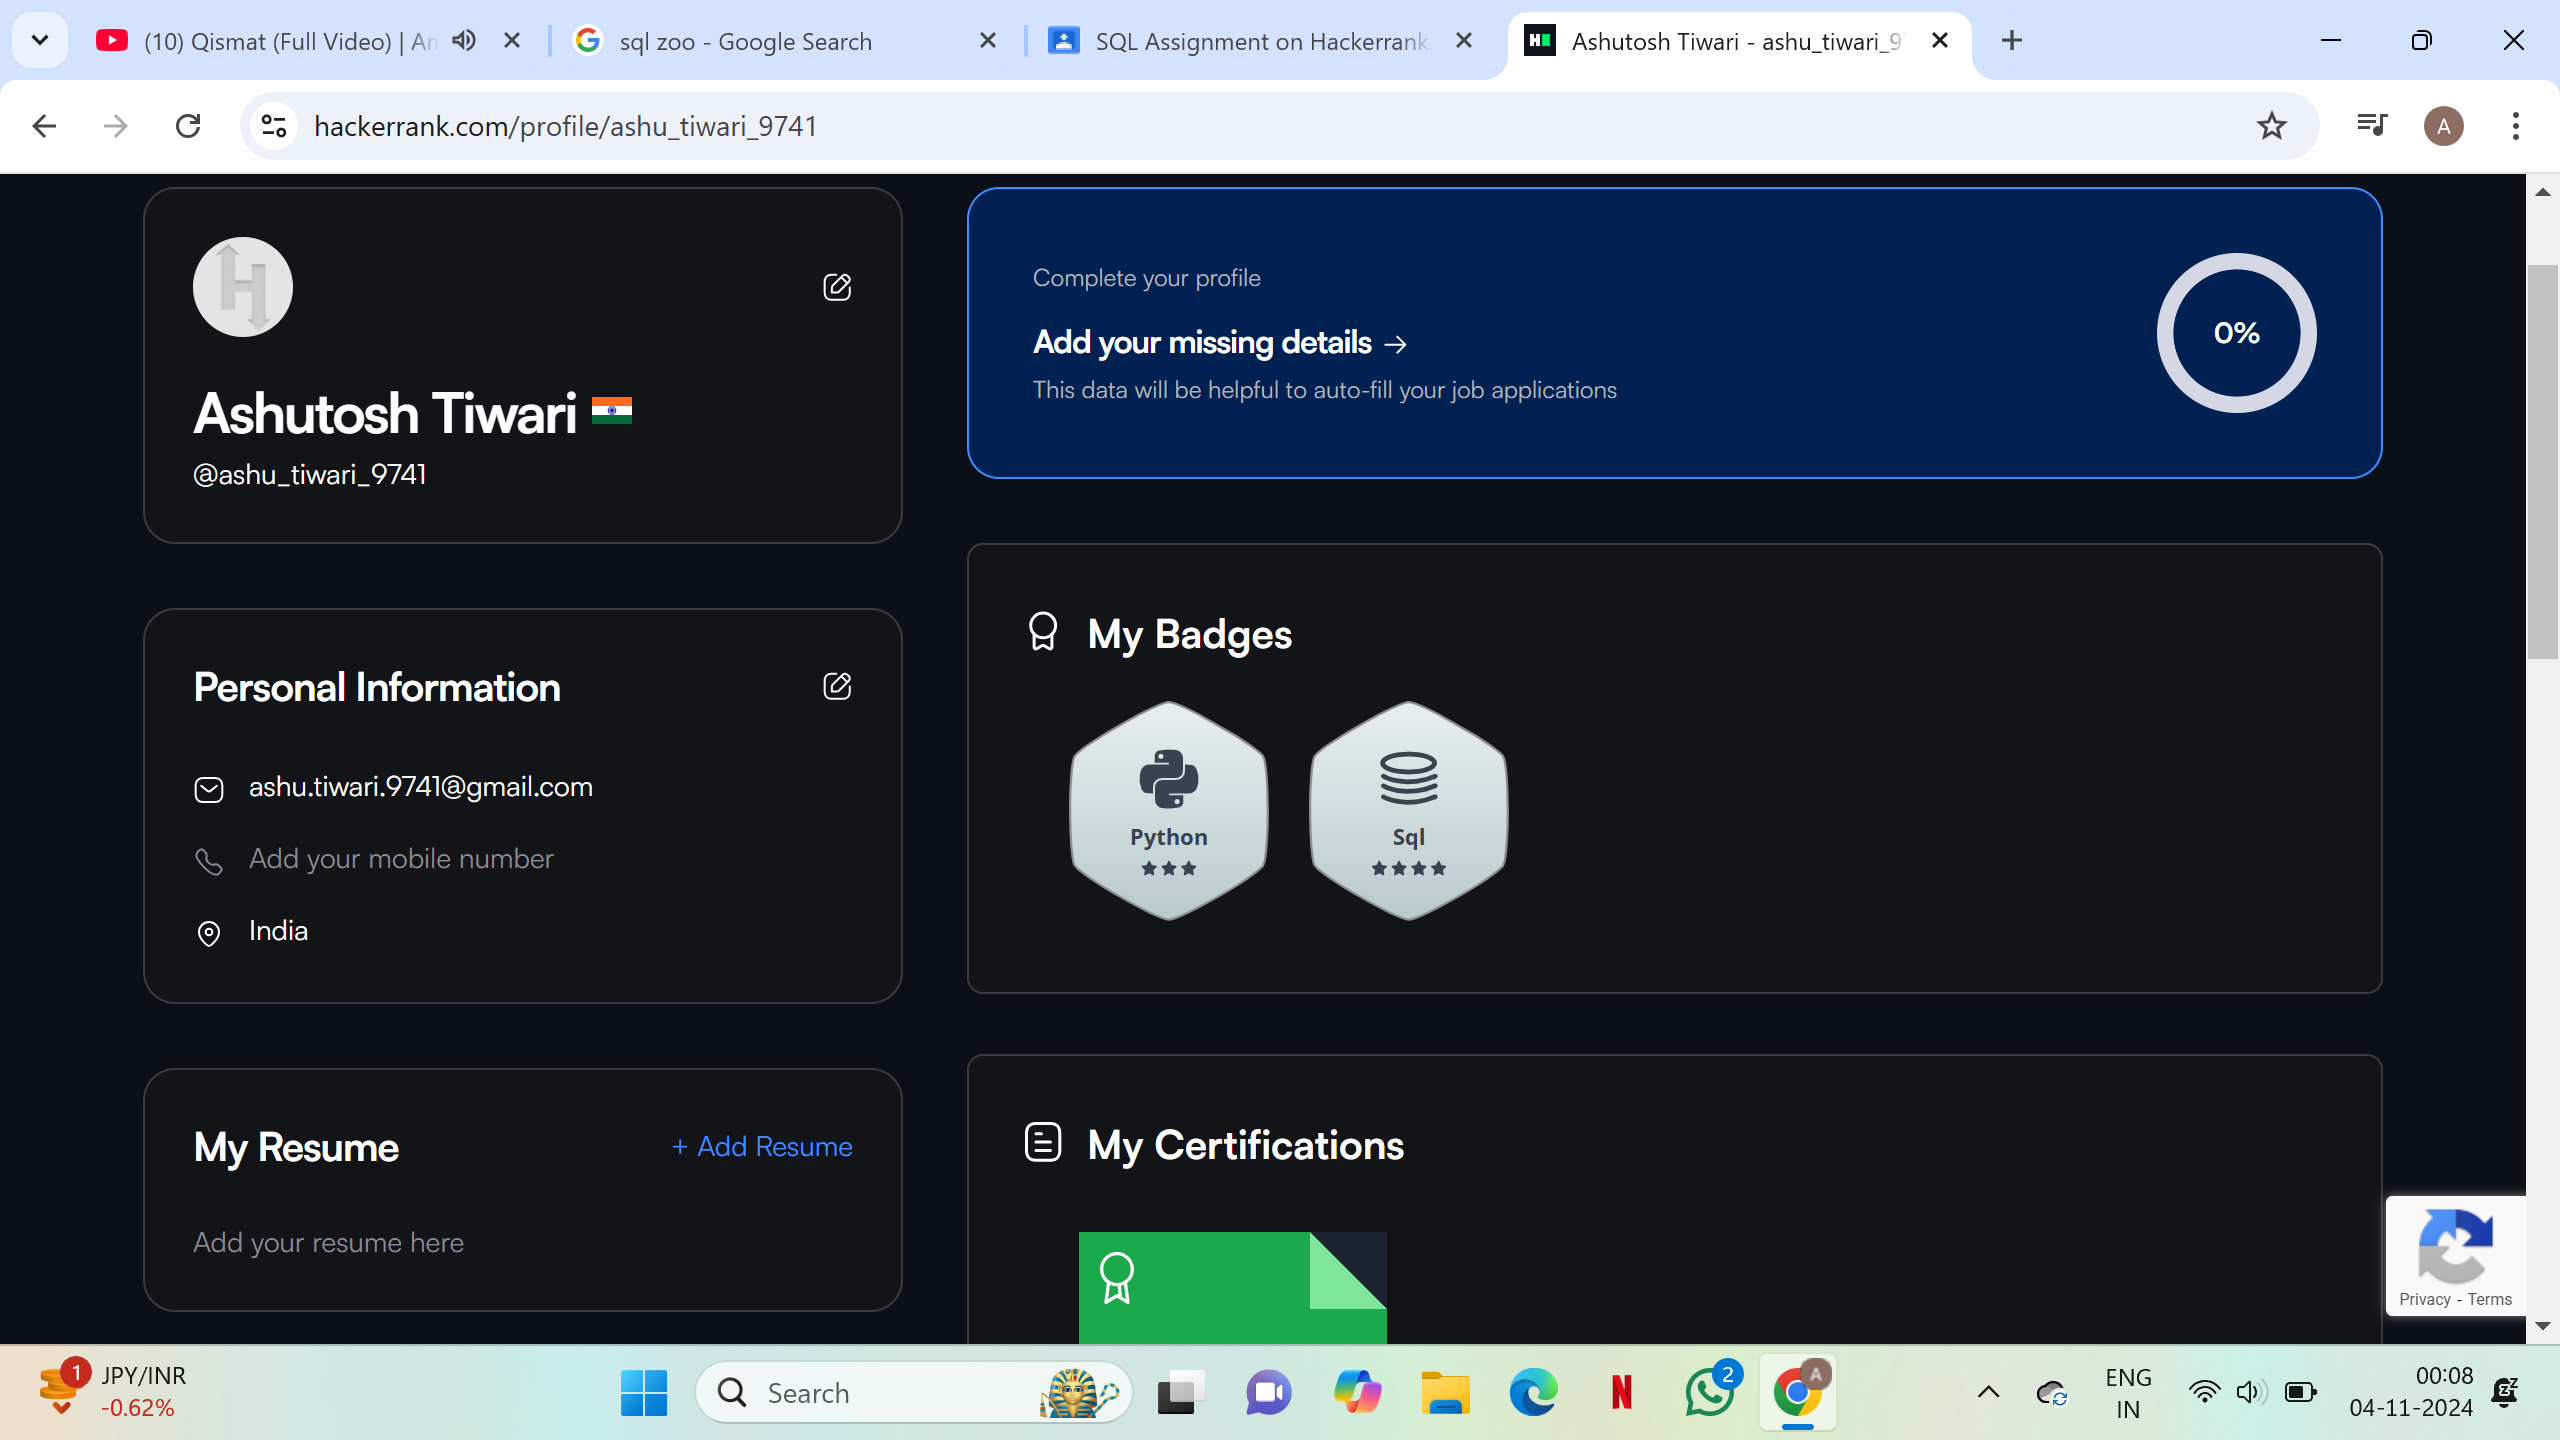 (10) Qismat (Full Video) | An
sql zoo - Google Search
SQL Assignment on Hackerrank
Ashutosh Tiwari - ashu_tiwari_9
hackerrank.com/profile/ashu_tiwari_9741
A
Ashutosh Tiwari
@ashu_tiwari_9741
Complete your profile
Add your missing details →
This data will be helpful to auto-fill your job applications
0%
Personal Information
ashu.tiwari.9741@gmail.com
Add your mobile number
India
My Badges
Python
Sql
My Resume
+ Add Resume
Add your resume here
My Certifications
Privacy - Terms
1
JPY/INR
-0.62%
Search
2
A
ENG
IN
00:08
04-11-2024